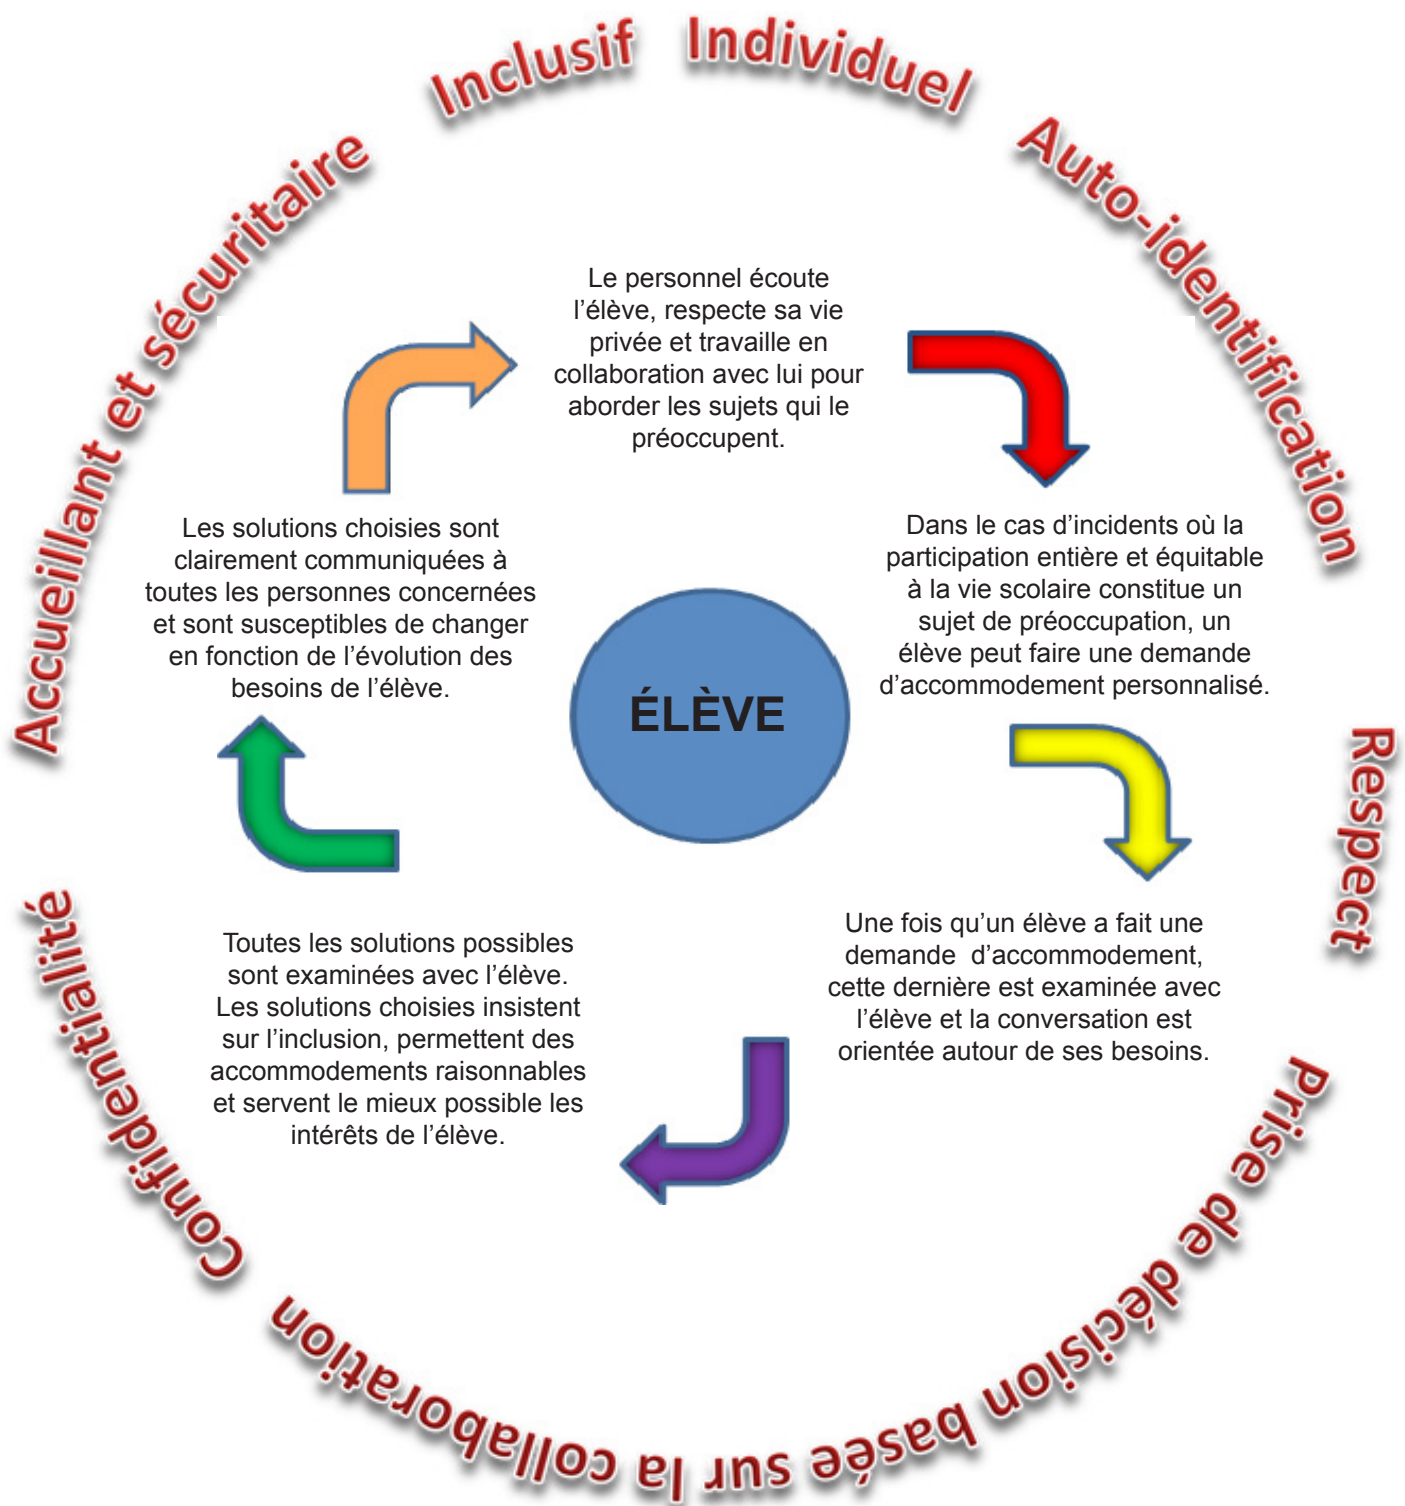 Inclusif
Individuel
Auto-identification
Respect
Prise de décision basée sur la collaboration
Confidentialité
Accueillant et sécuritaire
Le personnel écoute
l’élève, respecte sa vie
privée et travaille en
collaboration avec lui pour
aborder les sujets qui le
préoccupent.
Dans le cas d’incidents où la
participation entière et équitable
à la vie scolaire constitue un
sujet de préoccupation, un
élève peut faire une demande
d’accommodement personnalisé.
Une fois qu’un élève a fait une
demande d’accommodement,
cette dernière est examinée avec
l’élève et la conversation est
orientée autour de ses besoins.
Toutes les solutions possibles
sont examinées avec l’élève.
Les solutions choisies insistent
sur l’inclusion, permettent des
accommodements raisonnables
et servent le mieux possible les
intérêts de l’élève.
Les solutions choisies sont
clairement communiquées à
toutes les personnes concernées
et sont susceptibles de changer
en fonction de l’évolution des
besoins de l’élève.
ÉLÈVE